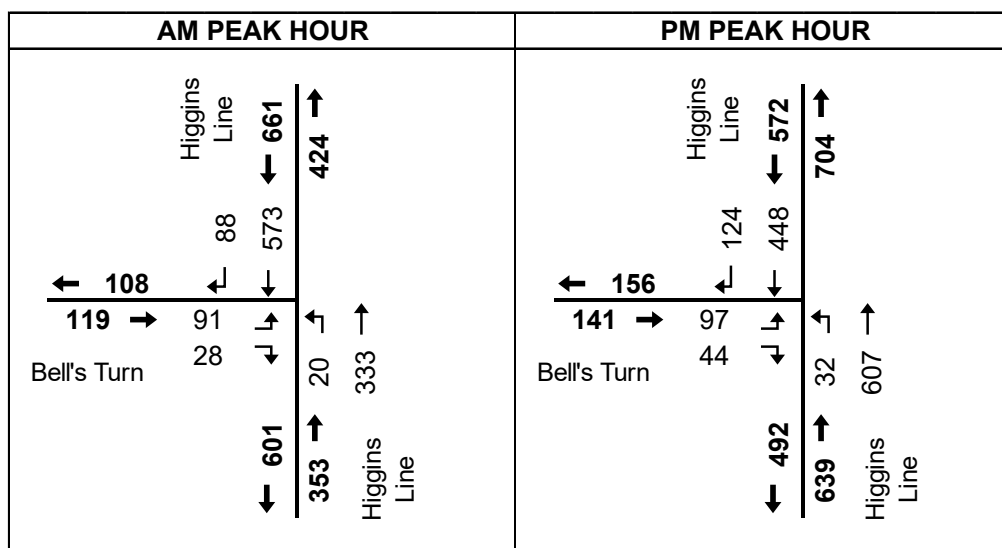 AM PEAK HOUR
PM PEAK HOUR
Higgins
Line
661
424
88
573
108
119
91
28
Bell's Turn
20
333
601
353
Higgins
Line
Higgins
Line
572
704
124
448
156
141
97
44
Bell's Turn
32
607
492
639
Higgins
Line